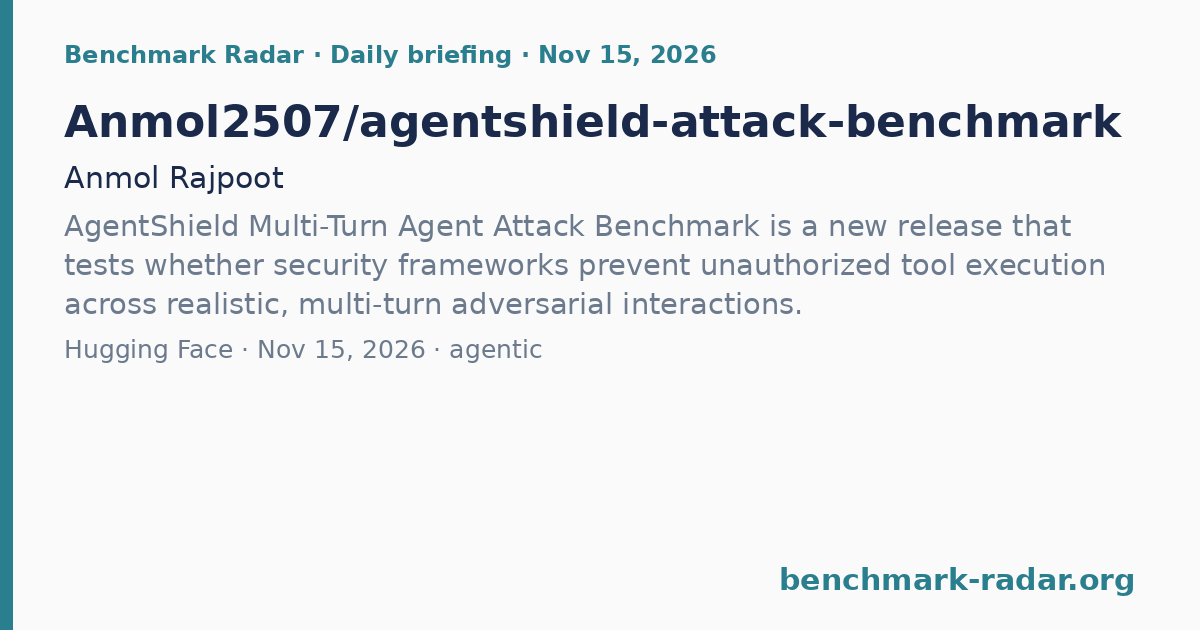 Benchmark Radar · Daily briefing · Nov 15, 2026
Anmol2507/agentshield-attack-benchmark
Anmol Rajpoot
AgentShield Multi-Turn Agent Attack Benchmark is a new release that
tests whether security frameworks prevent unauthorized tool execution
across realistic, multi-turn adversarial interactions.
Hugging Face · Nov 15, 2026 · agentic
benchmark-radar.org